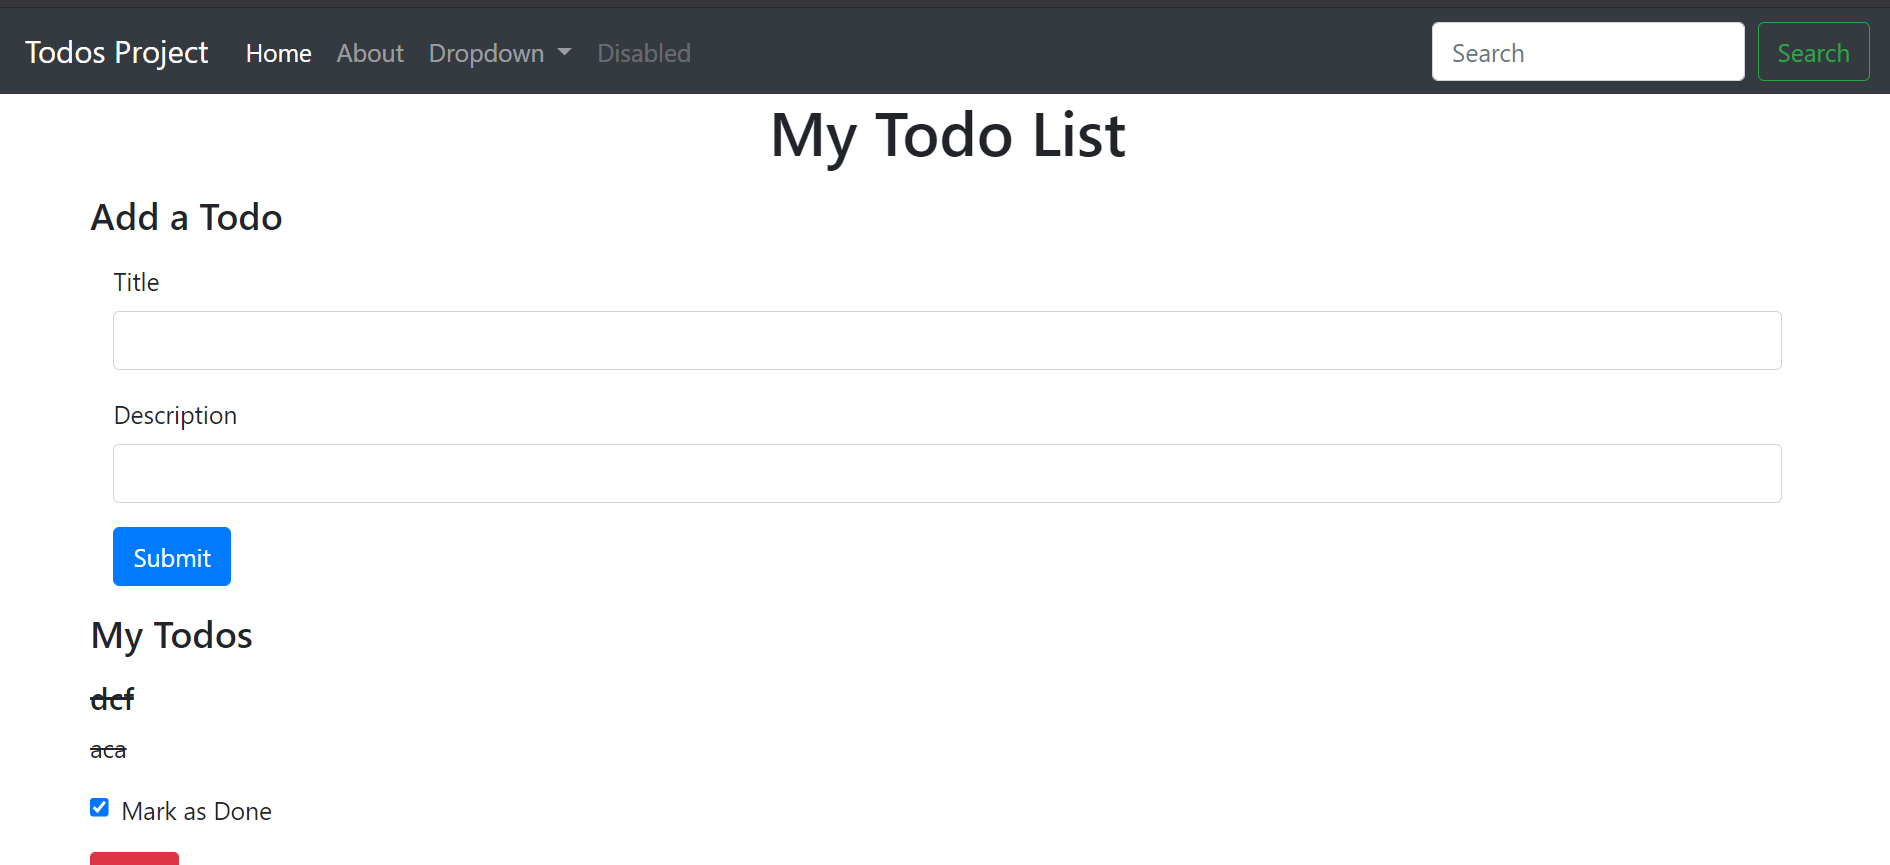 Todos Project Home About Dropdown Disabled Search Search
My Todo List
Add a Todo
Title
Description
Submit
My Todos
dcf
aca
Mark as Done